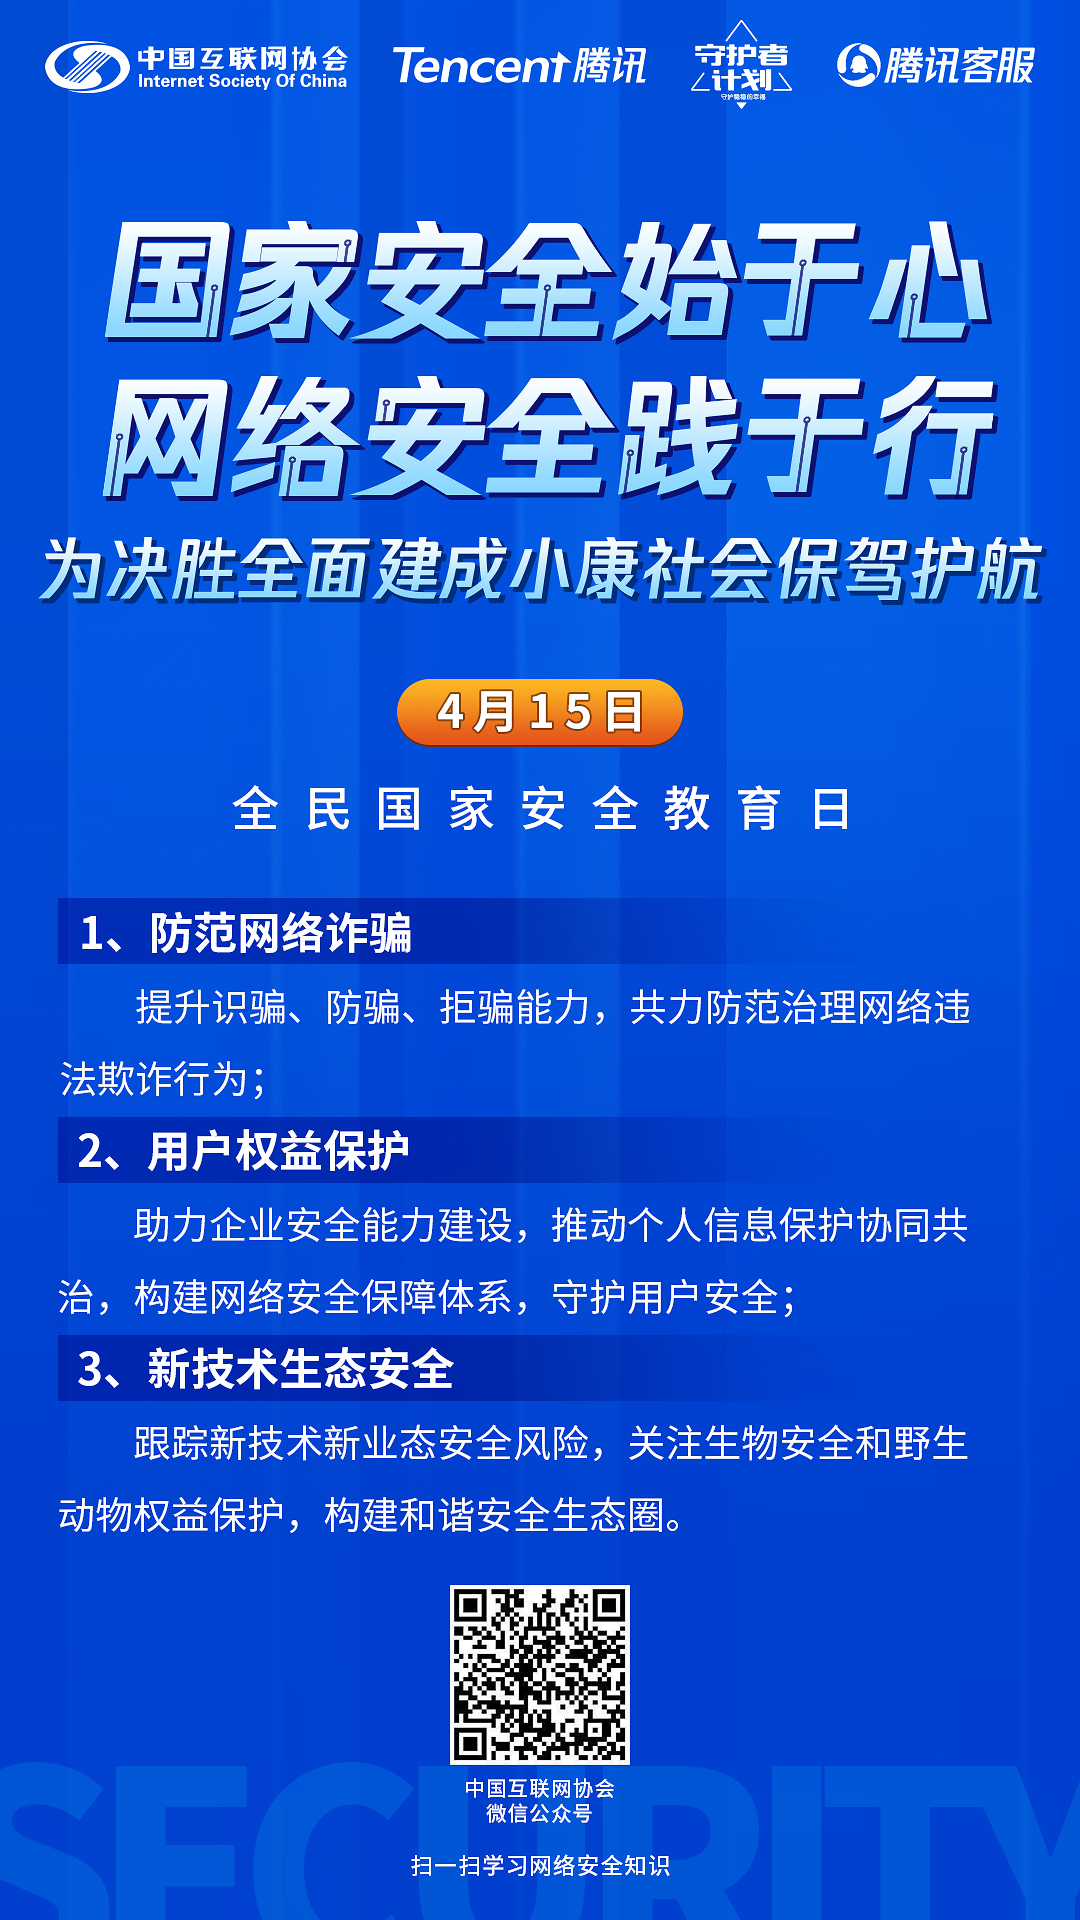 中国互联网协会
Internet Society Of China
Tencent 腾讯
守护者
计划
守护稳稳的幸福
腾讯客服
国家安全始于心
网络安全践于行
为决胜全面建成小康社会保驾护航
4月15日
全民国家安全教育日
1、防范网络诈骗
提升识骗、防骗、拒骗能力，共力防范治理网络违
法欺诈行为；
2、用户权益保护
助力企业安全能力建设，推动个人信息保护协同共
治，构建网络安全保障体系，守护用户安全；
3、新技术生态安全
跟踪新技术新业态安全风险，关注生物安全和野生
动物权益保护，构建和谐安全生态圈。
中国互联网协会
微信公众号
扫一扫学习网络安全知识
SECURITY